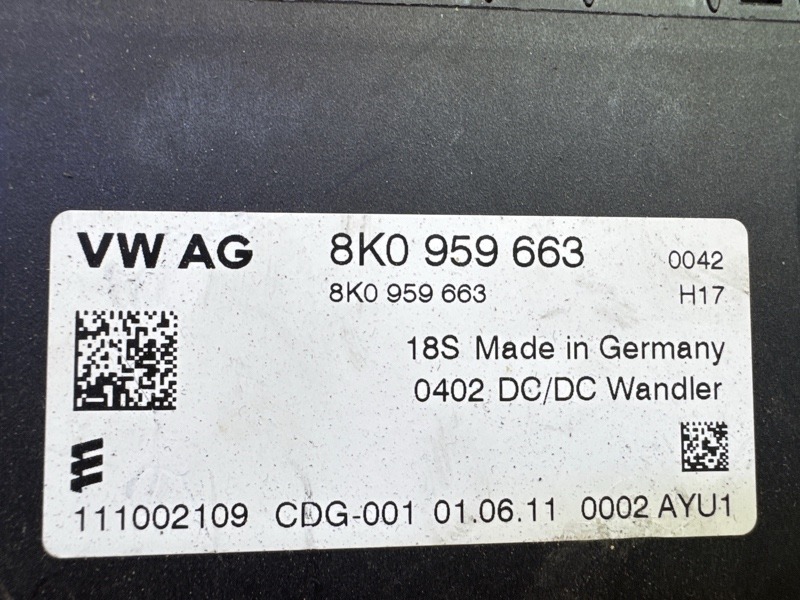 VW AG 8K0 959 663 0042
8K0 959 663 H17
18S Made in Germany
0402 DC/DC Wandler
111002109 CDG-001 01.06.11 0002 AYU1